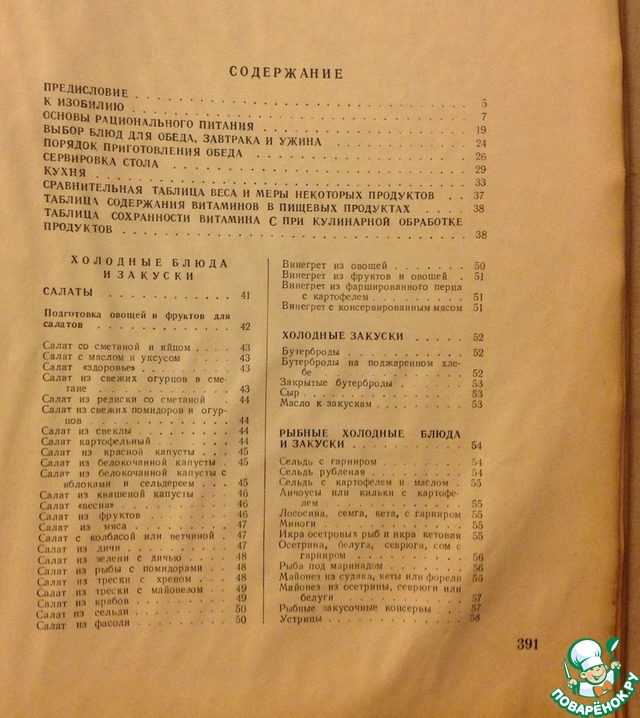 СОДЕРЖАНИЕ
ПРЕДИСЛОВИЕ . . . . . . . . . . 5
К ИЗОБИЛИЮ . . . . . . . . . . 7
ОСНОВЫ РАЦИОНАЛЬНОГО ПИТАНИЯ . . . . . . . . . . 19
ВЫБОР БЛЮД ДЛЯ ОБЕДА, ЗАВТРАКА И УЖИНА . . . . . . 24
ПОРЯДОК ПРИГОТОВЛЕНИЯ ОБЕДА . . . . . . . . . . 26
СЕРВИРОВКА СТОЛА . . . . . . . . . . 29
КУХНЯ . . . . . . . . . . 33
СРАВНИТЕЛЬНАЯ ТАБЛИЦА ВЕСА И МЕРЫ НЕКОТОРЫХ ПРОДУКТОВ . . 37
ТАБЛИЦА СОДЕРЖАНИЯ ВИТАМИНОВ В ПИЩЕВЫХ ПРОДУКТАХ . . . . 38
ТАБЛИЦА СОХРАННОСТИ ВИТАМИНА С ПРИ КУЛИНАРНОЙ ОБРАБОТКЕ
ПРОДУКТОВ . . . . . . . . . . 38
ХОЛОДНЫЕ БЛЮДА
И ЗАКУСКИ
САЛАТЫ . . . . . . . . . . 41
Подготовка овощей и фруктов для
салатов . . . . . . . . . . 42
Салат со сметаной и яйцом . . . 43
Салат с маслом и уксусом . . . 43
Салат «здоровье» . . . . . . 43
Салат из свежих огурцов в сме-
тане . . . . . . . . . . 43
Салат из редиски со сметаной . 44
Салат из свежих помидоров и огур-
цов . . . . . . . . . . 44
Салат из свеклы . . . . . . 44
Салат картофельный . . . . . 44
Салат из красной капусты . . . 45
Салат из белокочанной капусты . 45
Салат из белокочанной капусты с
яблоками и сельдереем . . . 45
Салат из квашеной капусты . . . 46
Салат «весна» . . . . . . . 46
Салат из фруктов . . . . . . 46
Салат из мяса . . . . . . . 47
Салат с колбасой или ветчиной . 47
Салат из дичи . . . . . . . 47
Салат из зелени с дичью . . . . 48
Салат из рыбы с помидорами . . 48
Салат из трески с хреном . . . 48
Салат из трески с майонезом . . 49
Салат из крабов . . . . . . 49
Салат из сельди . . . . . . 50
Салат из фасоли . . . . . . 50
Винегрет из овощей . . . . . 50
Винегрет из фруктов и овощей . 51
Винегрет из фаршированного перца
с картофелем . . . . . . . 51
Винегрет с консервированным мясом 51
ХОЛОДНЫЕ ЗАКУСКИ . . . . . 52
Бутерброды . . . . . . . . 52
Бутерброды на поджаренном хле-
бе . . . . . . . . . . 52
Закрытые бутерброды . . . . . 53
Сыр . . . . . . . . . . 53
Масло к закускам . . . . . . 53
РЫБНЫЕ ХОЛОДНЫЕ БЛЮДА
И ЗАКУСКИ . . . . . . . . 54
Сельдь с гарниром . . . . . . 54
Сельдь рубленая . . . . . . . 54
Сельдь с картофелем и маслом . 55
Анчоусы или кильки с картофе-
лем . . . . . . . . . . 55
Лососина, семга, кета, с гарниром 55
Миноги . . . . . . . . . . 55
Икра осетровых рыб и икра кетовая 55
Осетрина, белуга, севрюга, сом с
гарниром . . . . . . . . 56
Рыба под маринадом . . . . . 56
Майонез из судака, кеты или форели 56
Майонез из осетрины, севрюги или
белуги . . . . . . . . . 57
Рыбные закусочные консервы . . 57
Устрицы . . . . . . . . . 58
391
ПОВАРЁНОК.РУ